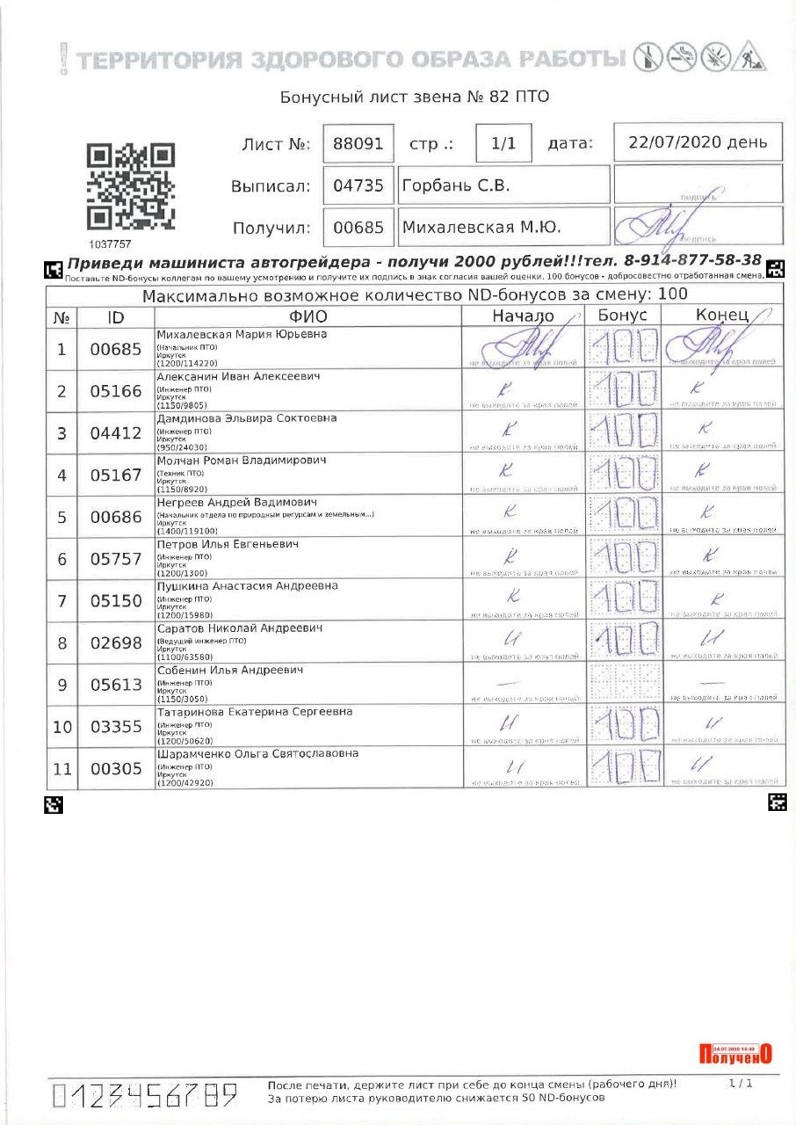 ! ТЕРРИТОРИЯ ЗДОРОВОГО ОБРАЗА РАБОТЫ
Бонусный лист звена № 82 ПТО
Лист №: 88091 стр .: 1/1 дата: 22/07/2020 день
Выписал: 04735 Горбань С.В. подпись
Получил: 00685 Михалевская М.Ю. подпись
1037757
Приведи машиниста автогрейдера - получи 2000 рублей!!!тел. 8-914-877-58-38
Поставьте ND-бонусы коллегам по вашему усмотрению и получите их подпись в знак согласия вашей оценки. 100 бонусов - добросовестно отработанная смена.
Максимально возможное количество ND-бонусов за смену: 100
№ ID ФИО Начало Бонус Конец
1 00685 Михалевская Мария Юрьевна 100
(Начальник ПТО)
Иркутск
(1200/114220) не выходите за края полей не выходите за края полей
2 05166 Алексанин Иван Алексеевич К 100 К
(Инженер ПТО)
Иркутск
(1150/9805) не выходите за края полей не выходите за края полей
3 04412 Дамдинова Эльвира Соктоевна К 100 К
(Инженер ПТО)
Иркутск
(950/24030) не выходите за края полей не выходите за края полей
4 05167 Молчан Роман Владимирович К 100 К
(Техник ПТО)
Иркутск
(1150/8920) не выходите за края полей не выходите за края полей
5 00686 Негреев Андрей Вадимович К 100 К
(Начальник отдела по природным ресурсам и земельным...)
Иркутск
(1400/119100) не выходите за края полей не выходите за края полей
6 05757 Петров Илья Евгеньевич К 100 К
(Инженер ПТО)
Иркутск
(1200/1300) не выходите за края полей не выходите за края полей
7 05150 Пушкина Анастасия Андреевна К 100 К
(Инженер ПТО)
Иркутск
(1200/15980) не выходите за края полей не выходите за края полей
8 02698 Саратов Николай Андреевич И 100 И
(Ведущий инженер ПТО)
Иркутск
(1100/63580) не выходите за края полей не выходите за края полей
9 05613 Собенин Илья Андреевич — —
(Инженер ПТО)
Иркутск
(1150/3050) не выходите за края полей не выходите за края полей
10 03355 Татаринова Екатерина Сергеевна И 100 И
(Инженер ПТО)
Иркутск
(1200/50620) не выходите за края полей не выходите за края полей
11 00305 Шарамченко Ольга Святославовна И 100 И
(Инженер ПТО)
Иркутск
(1200/42920) не выходите за края полей не выходите за края полей
ПолученО
0123456789 После печати, держите лист при себе до конца смены (рабочего дня)! 1 / 1
За потерю листа руководителю снижается 50 ND-бонусов